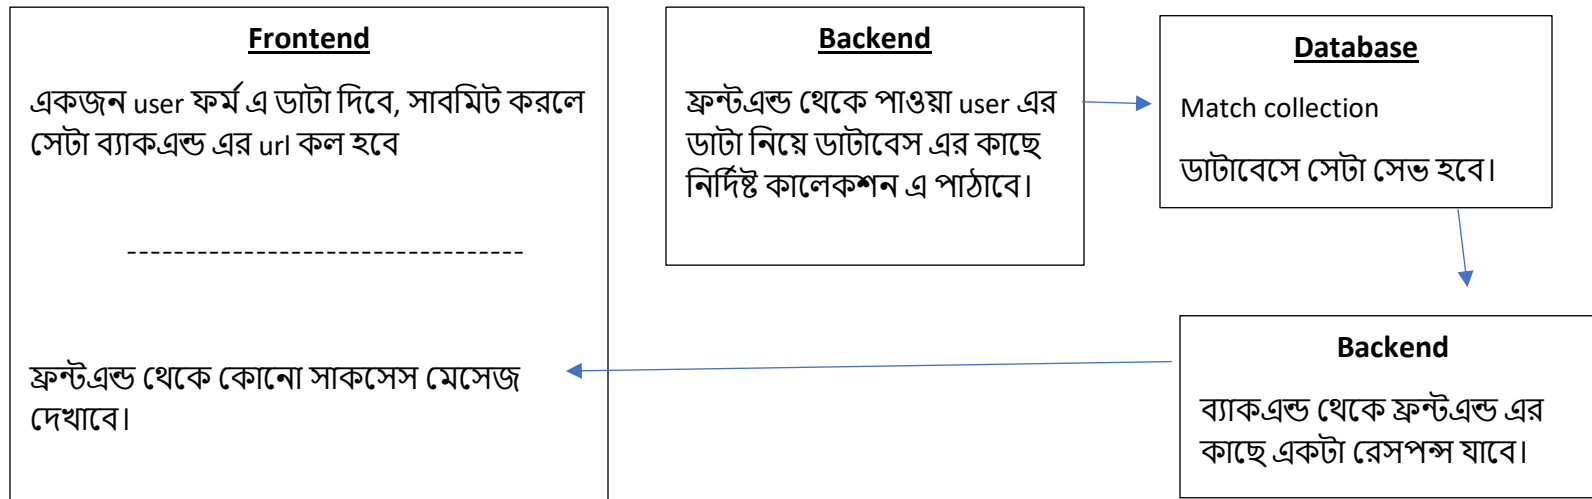 Frontend
একজন user ফর্ম এ ডাটা দিবে, সাবমিট করলে
সেটা ব্যাকএন্ড এর url কল হবে
---------------------------------
ফ্রন্টএন্ড থেকে কোনো সাকসেস মেসেজ
দেখাবে।
Backend
ফ্রন্টএন্ড থেকে পাওয়া user এর
ডাটা নিয়ে ডাটাবেস এর কাছে
নির্দিষ্ট কালেকশন এ পাঠাবে।
Database
Match collection
ডাটাবেসে সেটা সেভ হবে।
Backend
ব্যাকএন্ড থেকে ফ্রন্টএন্ড এর
কাছে একটা রেসপন্স যাবে।